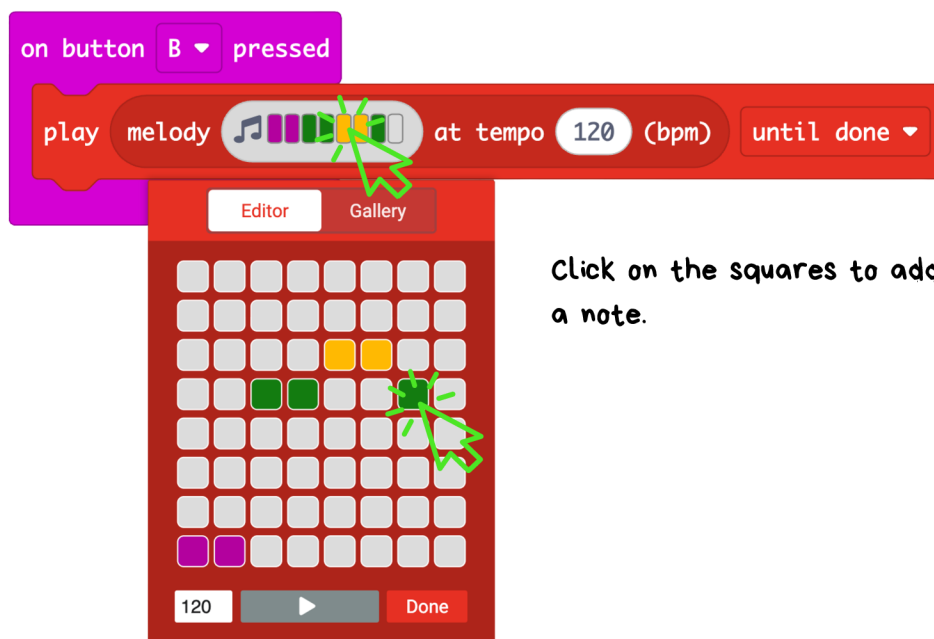 on button B pressed
play melody at tempo 120 (bpm) until done
Editor Gallery
Click on the squares to add
a note.
120 Done